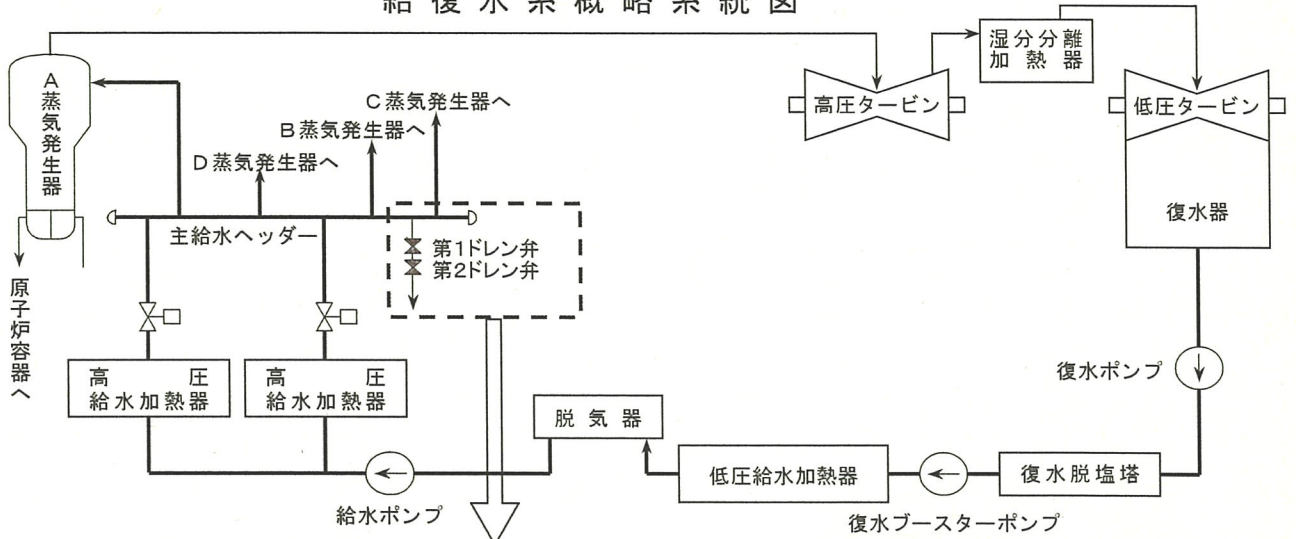 給復水系概略系統図
湿分分離
加熱器
A蒸気発生器
高圧タービン
低圧タービン
C蒸気発生器へ
B蒸気発生器へ
D蒸気発生器へ
復水器
主給水ヘッダー
第1ドレン弁
第2ドレン弁
原子炉容器へ
高圧
給水加熱器
高圧
給水加熱器
復水ポンプ
脱気器
低圧給水加熱器
復水脱塩塔
給水ポンプ
復水ブースターポンプ